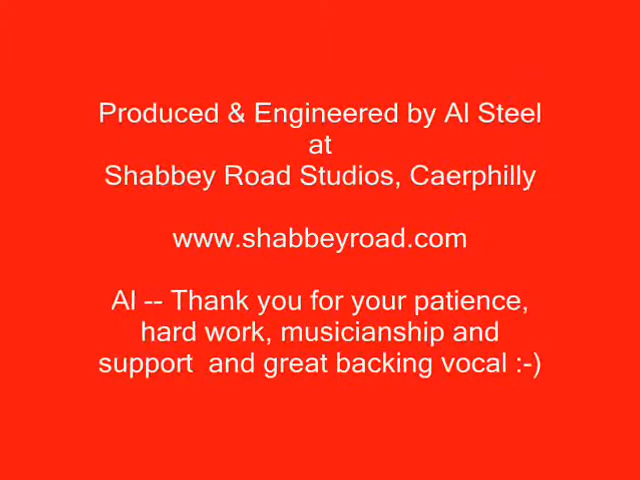 Produced & Engineered by Al Steel
at
Shabbey Road Studios, Caerphilly
www.shabbeyroad.com
Al -- Thank you for your patience,
hard work, musicianship and
support  and great backing vocal :-)